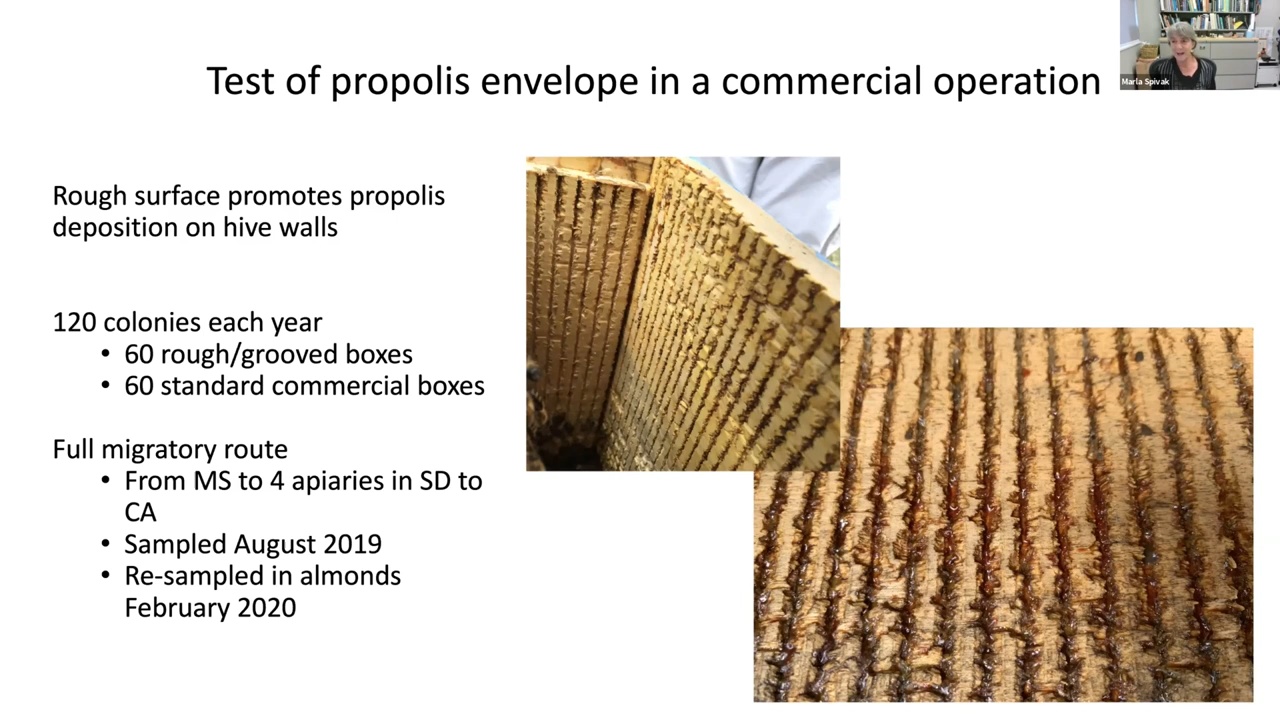 Test of propolis envelope in a commercial operation
Marla Spivak
Rough surface promotes propolis
deposition on hive walls
120 colonies each year
• 60 rough/grooved boxes
• 60 standard commercial boxes
Full migratory route
• From MS to 4 apiaries in SD to
CA
• Sampled August 2019
• Re-sampled in almonds
February 2020